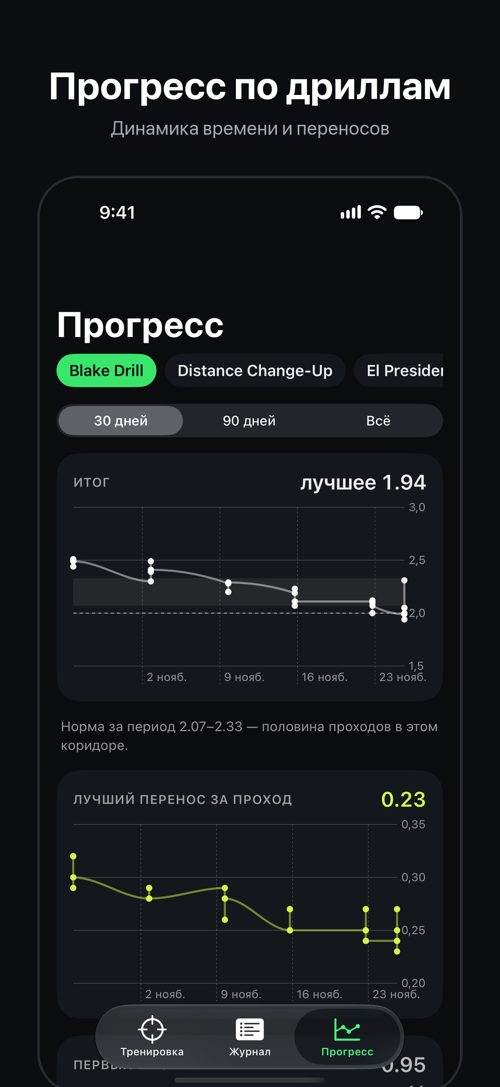 Прогресс по дриллам
Динамика времени и переносов
9:41
Прогресс
Blake Drill
Distance Change-Up
El Presiden
30 дней
90 дней
Всё
ИТОГ
лучшее 1.94
3,0
2,5
2,0
1,5
2 нояб.
9 нояб.
16 нояб.
23 нояб.
Норма за период 2.07–2.33 — половина проходов в этом
коридоре.
ЛУЧШИЙ ПЕРЕНОС ЗА ПРОХОД
0.23
0,35
0,30
0,25
0,20
2 нояб.
9 нояб.
16 нояб.
23 нояб.
0.95
Тренировка
Журнал
Прогресс